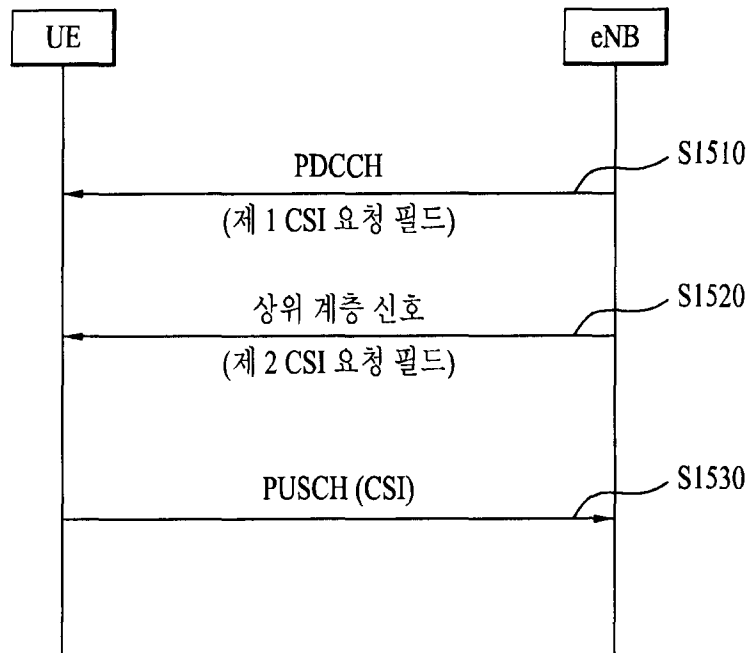 UE
eNB
PDCCH
S1510
(제 1 CSI 요청 필드)
상위 계층 신호
S1520
(제 2 CSI 요청 필드)
PUSCH (CSI)
S1530